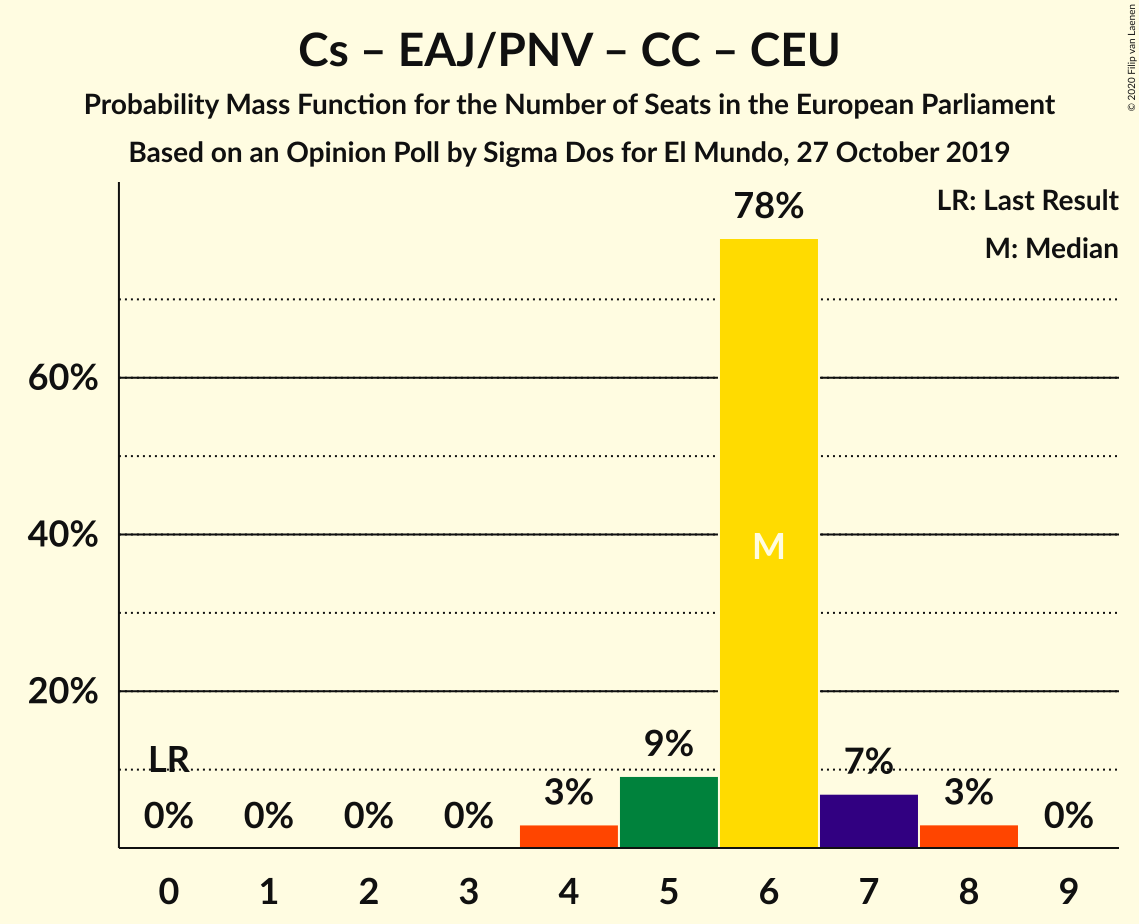 Cs – EAJ/PNV – CC – CEU
Probability Mass Function for the Number of Seats in the European Parliament
Based on an Opinion Poll by Sigma Dos for El Mundo, 27 October 2019
© 2020 Filip van Laenen
LR: Last Result
M: Median
78%
60%
40%
M
20%
LR
9%
7%
0% 0% 0% 0% 3% 3% 0%
0 1 2 3 4 5 6 7 8 9